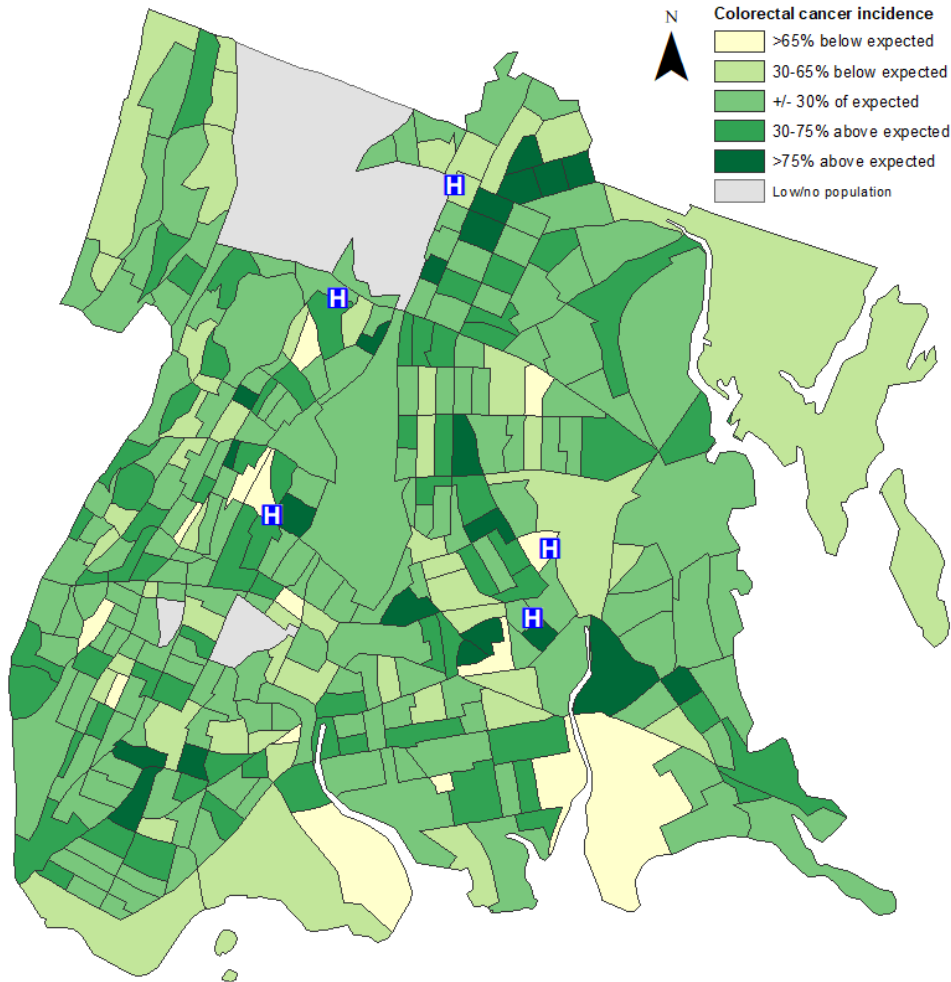 N
Colorectal cancer incidence
>65% below expected
30-65% below expected
+/- 30% of expected
30-75% above expected
>75% above expected
Low/no population
H
H
H
H
H